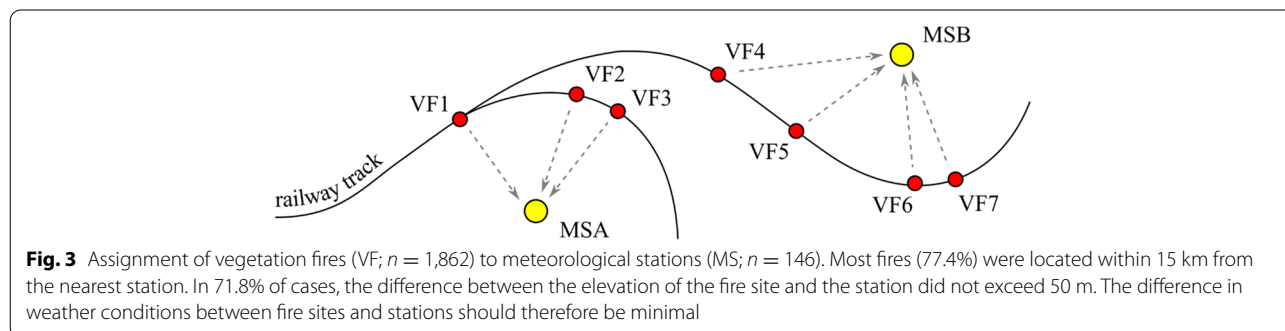 MSB
VF4
VF2
VF1
VF3
VF5
railway track
VF6
VF7
MSA
Fig. 3 Assignment of vegetation fires (VF; n = 1,862) to meteorological stations (MS; n = 146). Most fires (77.4%) were located within 15 km from
the nearest station. In 71.8% of cases, the difference between the elevation of the fire site and the station did not exceed 50 m. The difference in
weather conditions between fire sites and stations should therefore be minimal